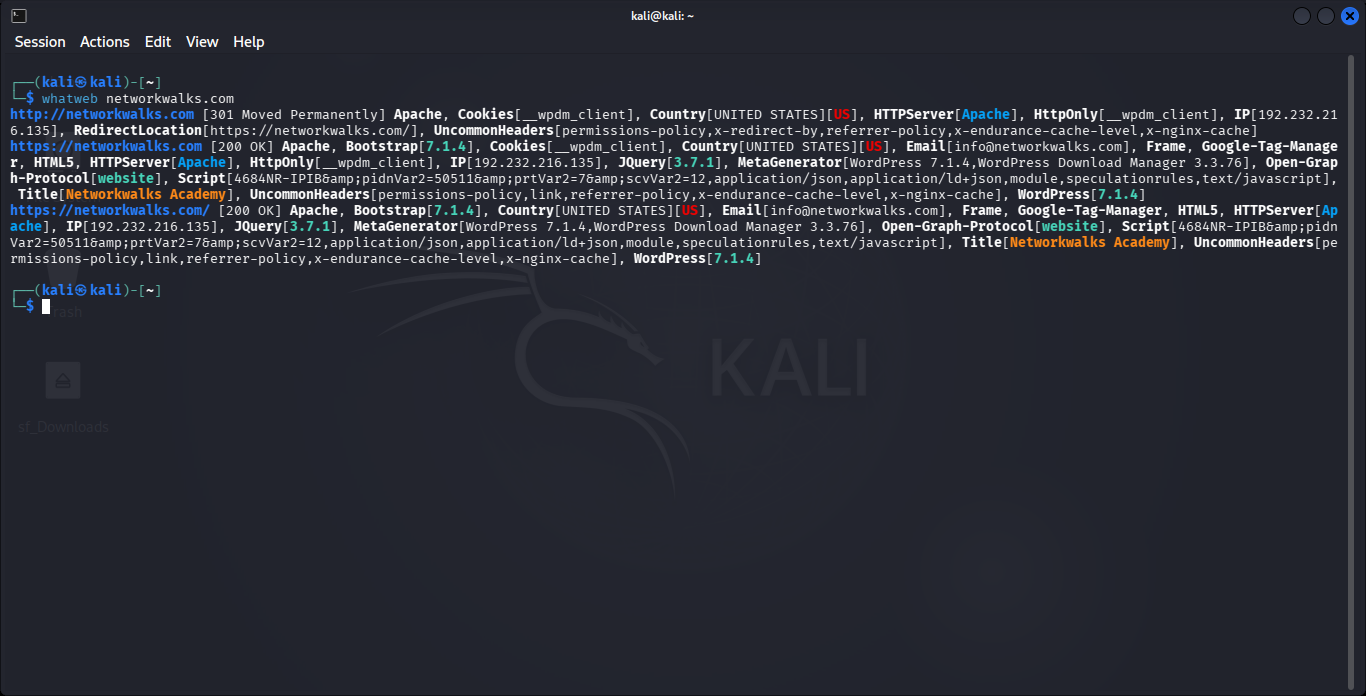 kali@kali: ~
Session Actions Edit View Help
┌──(kali㉿kali)-[~]
└─$ whatweb networkwalks.com
http://networkwalks.com [301 Moved Permanently] Apache, Cookies[__wpdm_client], Country[UNITED STATES][US], HTTPServer[Apache], HttpOnly[__wpdm_client], IP[192.232.21
6.135], RedirectLocation[https://networkwalks.com/], UncommonHeaders[permissions-policy,x-redirect-by,referrer-policy,x-endurance-cache-level,x-nginx-cache]
https://networkwalks.com [200 OK] Apache, Bootstrap[7.1.4], Cookies[__wpdm_client], Country[UNITED STATES][US], Email[info@networkwalks.com], Frame, Google-Tag-Manage
r, HTML5, HTTPServer[Apache], HttpOnly[__wpdm_client], IP[192.232.216.135], JQuery[3.7.1], MetaGenerator[WordPress 7.1.4,WordPress Download Manager 3.3.76], Open-Grap
h-Protocol[website], Script[4684NR-IPIB&amp;pidnVar2=50511&amp;prtVar2=7&amp;scvVar2=12,application/json,application/ld+json,module,speculationrules,text/javascript],
Title[Networkwalks Academy], UncommonHeaders[permissions-policy,link,referrer-policy,x-endurance-cache-level,x-nginx-cache], WordPress[7.1.4]
https://networkwalks.com/ [200 OK] Apache, Bootstrap[7.1.4], Country[UNITED STATES][US], Email[info@networkwalks.com], Frame, Google-Tag-Manager, HTML5, HTTPServer[Ap
ache], IP[192.232.216.135], JQuery[3.7.1], MetaGenerator[WordPress 7.1.4,WordPress Download Manager 3.3.76], Open-Graph-Protocol[website], Script[4684NR-IPIB&amp;pidn
Var2=50511&amp;prtVar2=7&amp;scvVar2=12,application/json,application/ld+json,module,speculationrules,text/javascript], Title[Networkwalks Academy], UncommonHeaders[pe
rmissions-policy,link,referrer-policy,x-endurance-cache-level,x-nginx-cache], WordPress[7.1.4]
┌──(kali㉿kali)-[~]
└─$
rash
KALI
sf_Downloads